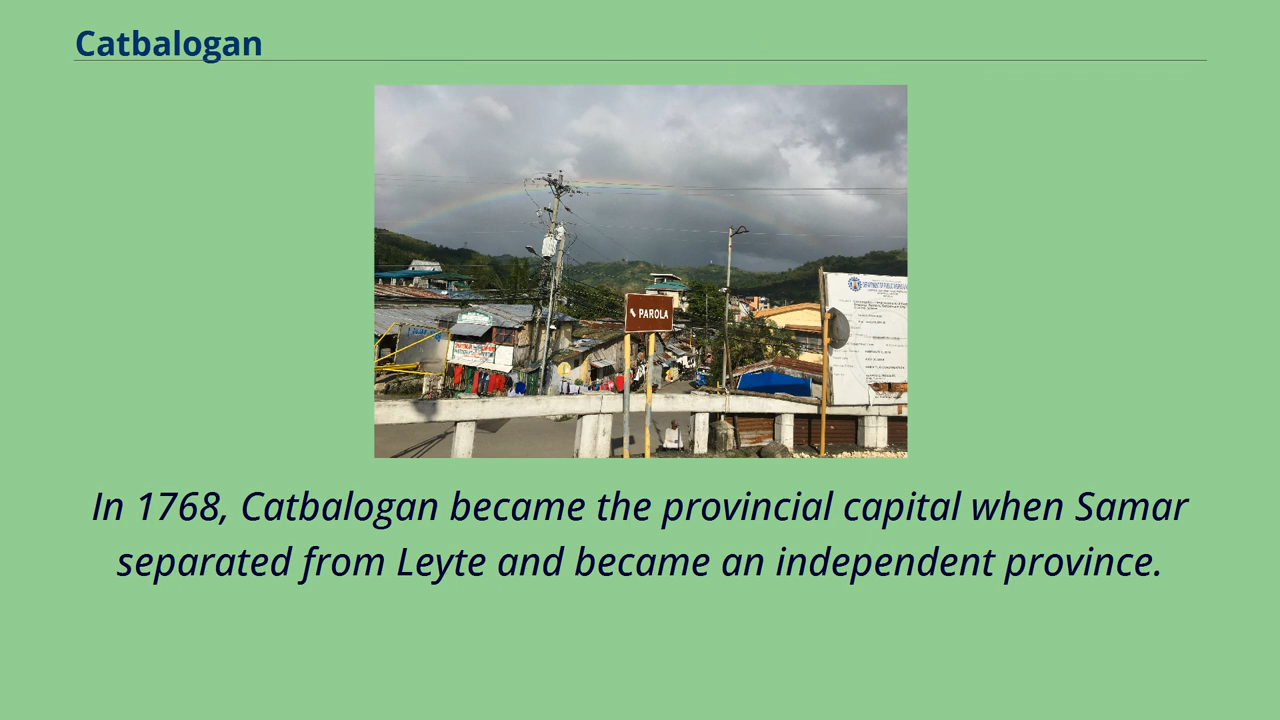 Catbalogan
PAROLA
In 1768, Catbalogan became the provincial capital when Samar
separated from Leyte and became an independent province.